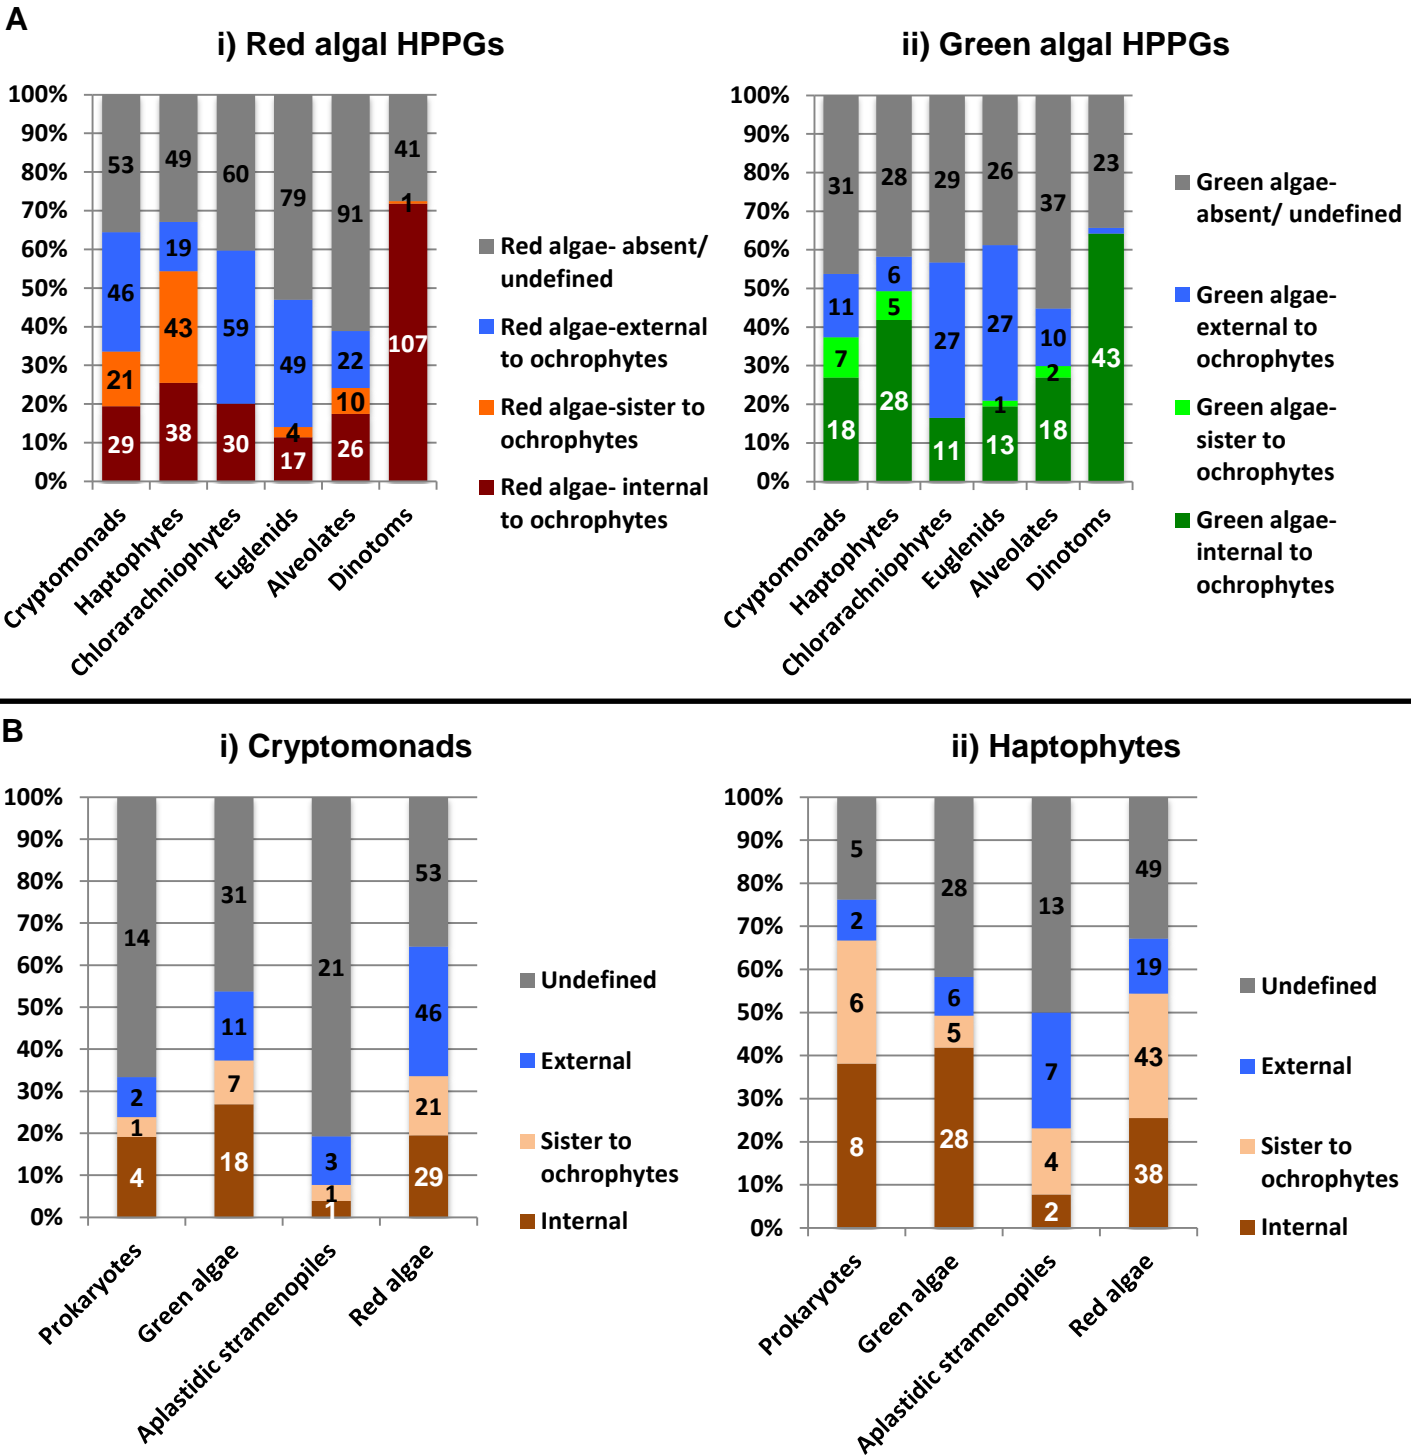 A
i) Red algal HPPGs
100%
90%
80%
70%
60%
50%
40%
30%
20%
10%
0%
53
46
21
29
49
19
43
38
60
59
30
79
49
4
17
91
22
10
26
41
1
107
Cryptomonads
Haptophytes
Chlorarachniophytes
Euglenids
Alveolates
Dinotoms
Red algae- absent/
undefined
Red algae-external
to ochrophytes
Red algae-sister to
ochrophytes
Red algae- internal
to ochrophytes
ii) Green algal HPPGs
100%
90%
80%
70%
60%
50%
40%
30%
20%
10%
0%
31
11
7
18
28
6
5
28
29
27
11
26
27
1
13
37
10
2
18
23
43
Cryptomonads
Haptophytes
Chlorarachniophytes
Euglenids
Alveolates
Dinotoms
Green algae-
absent/ undefined
Green algae-
external to
ochrophytes
Green algae-
sister to
ochrophytes
Green algae-
internal to
ochrophytes
B
i) Cryptomonads
100%
90%
80%
70%
60%
50%
40%
30%
20%
10%
0%
14
2
1
4
31
11
7
18
21
3
1
1
53
46
21
29
Prokaryotes
Green algae
Aplastidic stramenopiles
Red algae
Undefined
External
Sister to
ochrophytes
Internal
ii) Haptophytes
100%
90%
80%
70%
60%
50%
40%
30%
20%
10%
0%
5
2
6
8
28
6
5
28
13
7
4
2
49
19
43
38
Prokaryotes
Green algae
Aplastidic stramenopiles
Red algae
Undefined
External
Sister to
ochrophytes
Internal